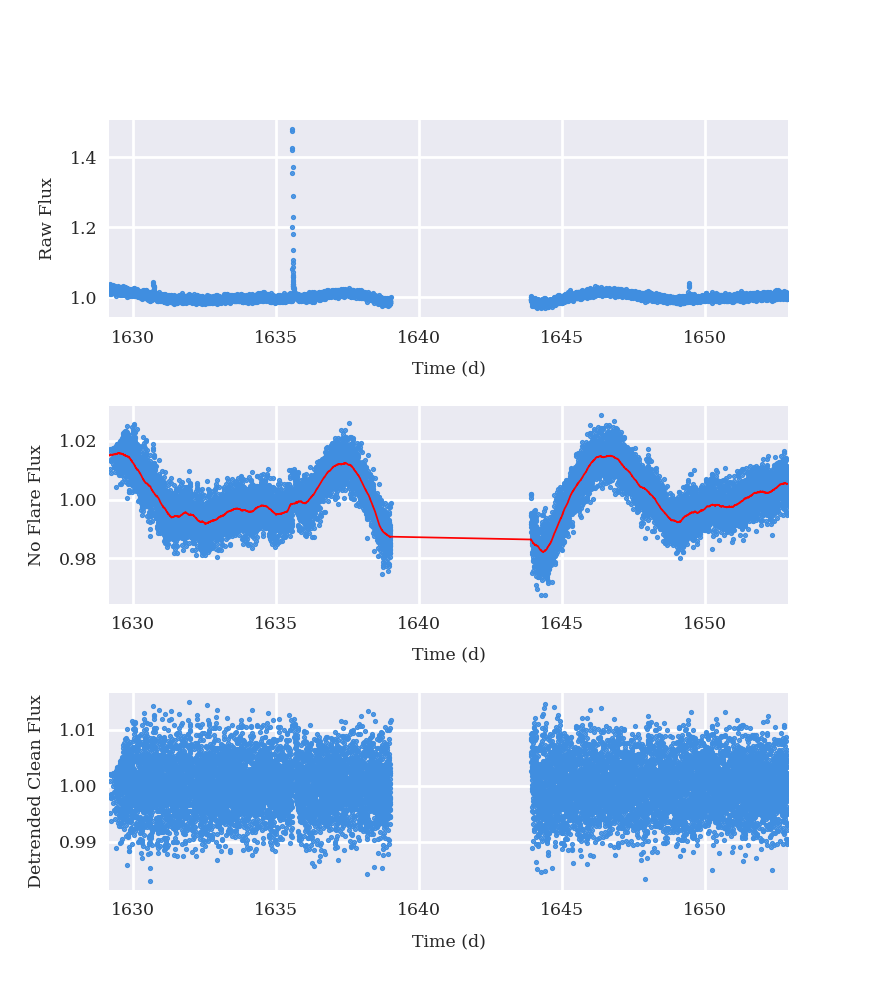 Raw Flux
1.4
1.2
1.0
1630 1635 1640 1645 1650
Time (d)
No Flare Flux
1.02
1.00
0.98
1630 1635 1640 1645 1650
Time (d)
Detrended Clean Flux
1.01
1.00
0.99
1630 1635 1640 1645 1650
Time (d)